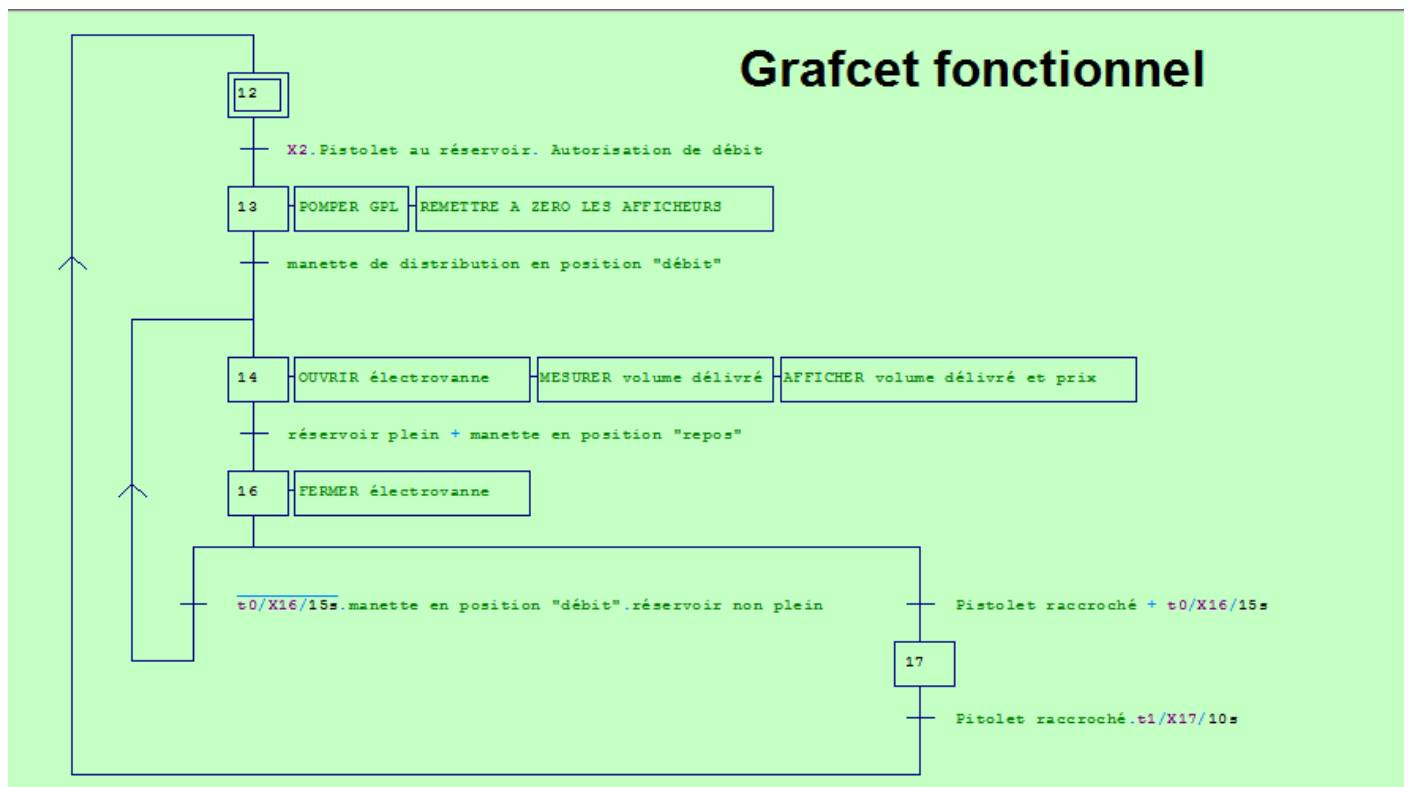 Grafcet fonctionnel
12
X2.Pistolet au réservoir. Autorisation de débit
13 POMPER GPL REMETTRE A ZERO LES AFFICHEURS
manette de distribution en position "débit"
14 OUVRIR électrovanne MESURER volume délivré AFFICHER volume délivré et prix
réservoir plein + manette en position "repos"
16 FERMER électrovanne
t0/X16/15s.manette en position "débit".réservoir non plein
Pistolet raccroché + t0/X16/15s
17
Pitolet raccroché.t1/X17/10s